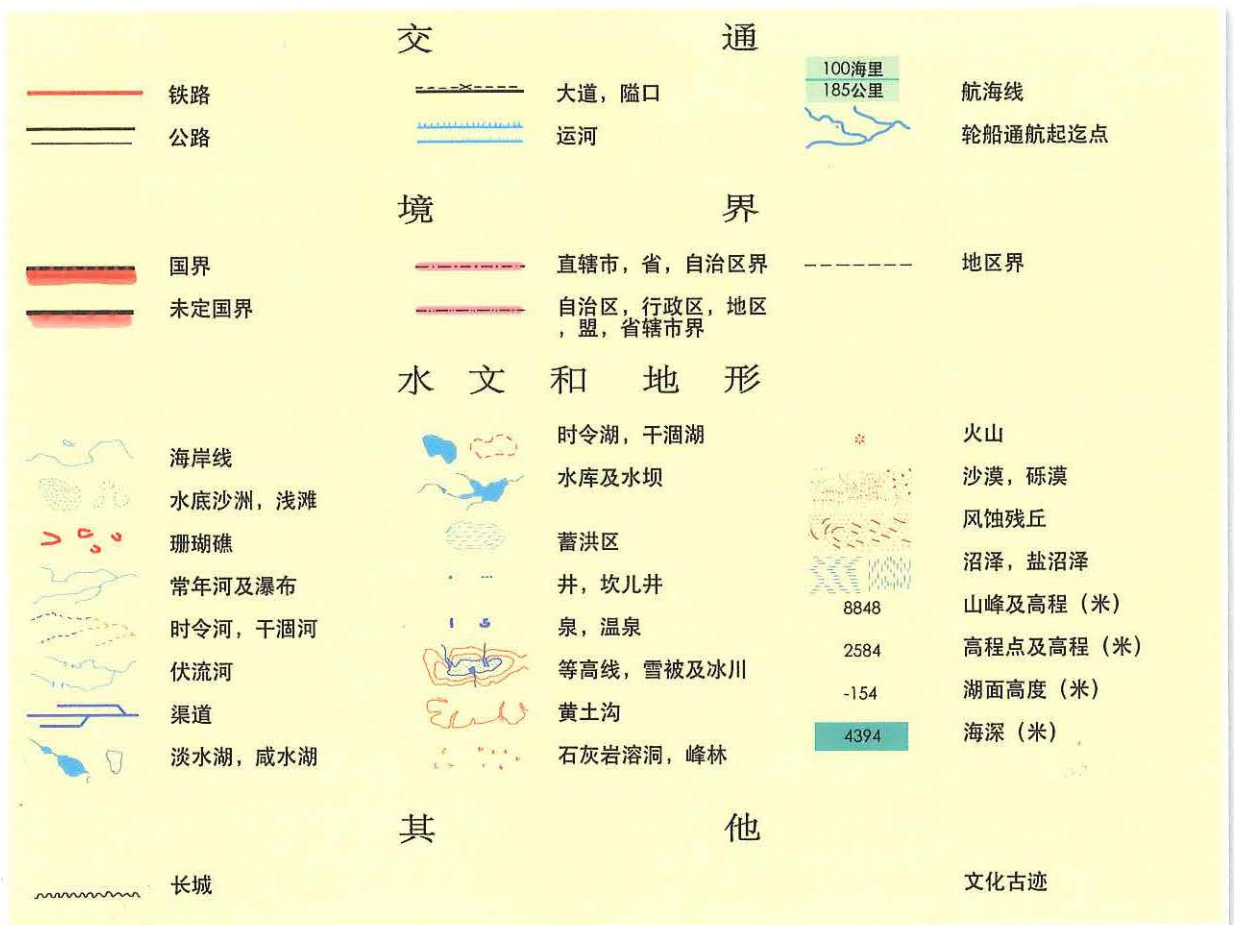 交 通
铁路
公路
大道，隘口
运河
100海里
185公里
航海线
轮船通航起迄点
境 界
国界
未定国界
直辖市，省，自治区界
自治区，行政区，地区
，盟，省辖市界
地区界
水 文 和 地 形
海岸线
水底沙洲，浅滩
珊瑚礁
常年河及瀑布
时令河，干涸河
伏流河
渠道
淡水湖，咸水湖
时令湖，干涸湖
水库及水坝
蓄洪区
井，坎儿井
泉，温泉
等高线，雪被及冰川
黄土沟
石灰岩溶洞，峰林
火山
沙漠，砾漠
风蚀残丘
沼泽，盐沼泽
8848 山峰及高程（米）
2584 高程点及高程（米）
-154 湖面高度（米）
4394 海深（米）
其 他
长城
文化古迹